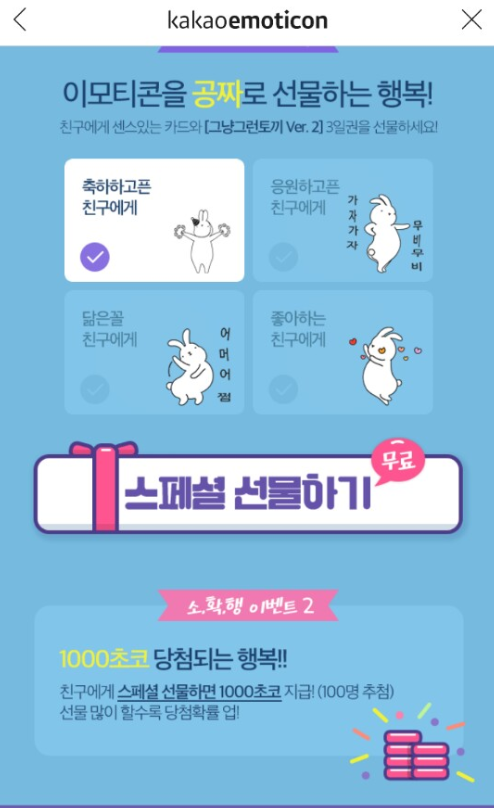 kakaoemoticon
이모티콘을 공짜로 선물하는 행복!
친구에게 센스있는 카드와 [그냥그런토끼 Ver. 2] 3일권을 선물하세요!
축하하고픈
친구에게
응원하고픈
친구에게
가
자
가
자
무
비
무
비
닮은꼴
친구에게
어
머
어
쩜
좋아하는
친구에게
무료
스페셜 선물하기
소.확.행 이벤트 2
1000초코 당첨되는 행복!!
친구에게 스페셜 선물하면 1000초코 지급! (100명 추첨)
선물 많이 할수록 당첨확률 업!